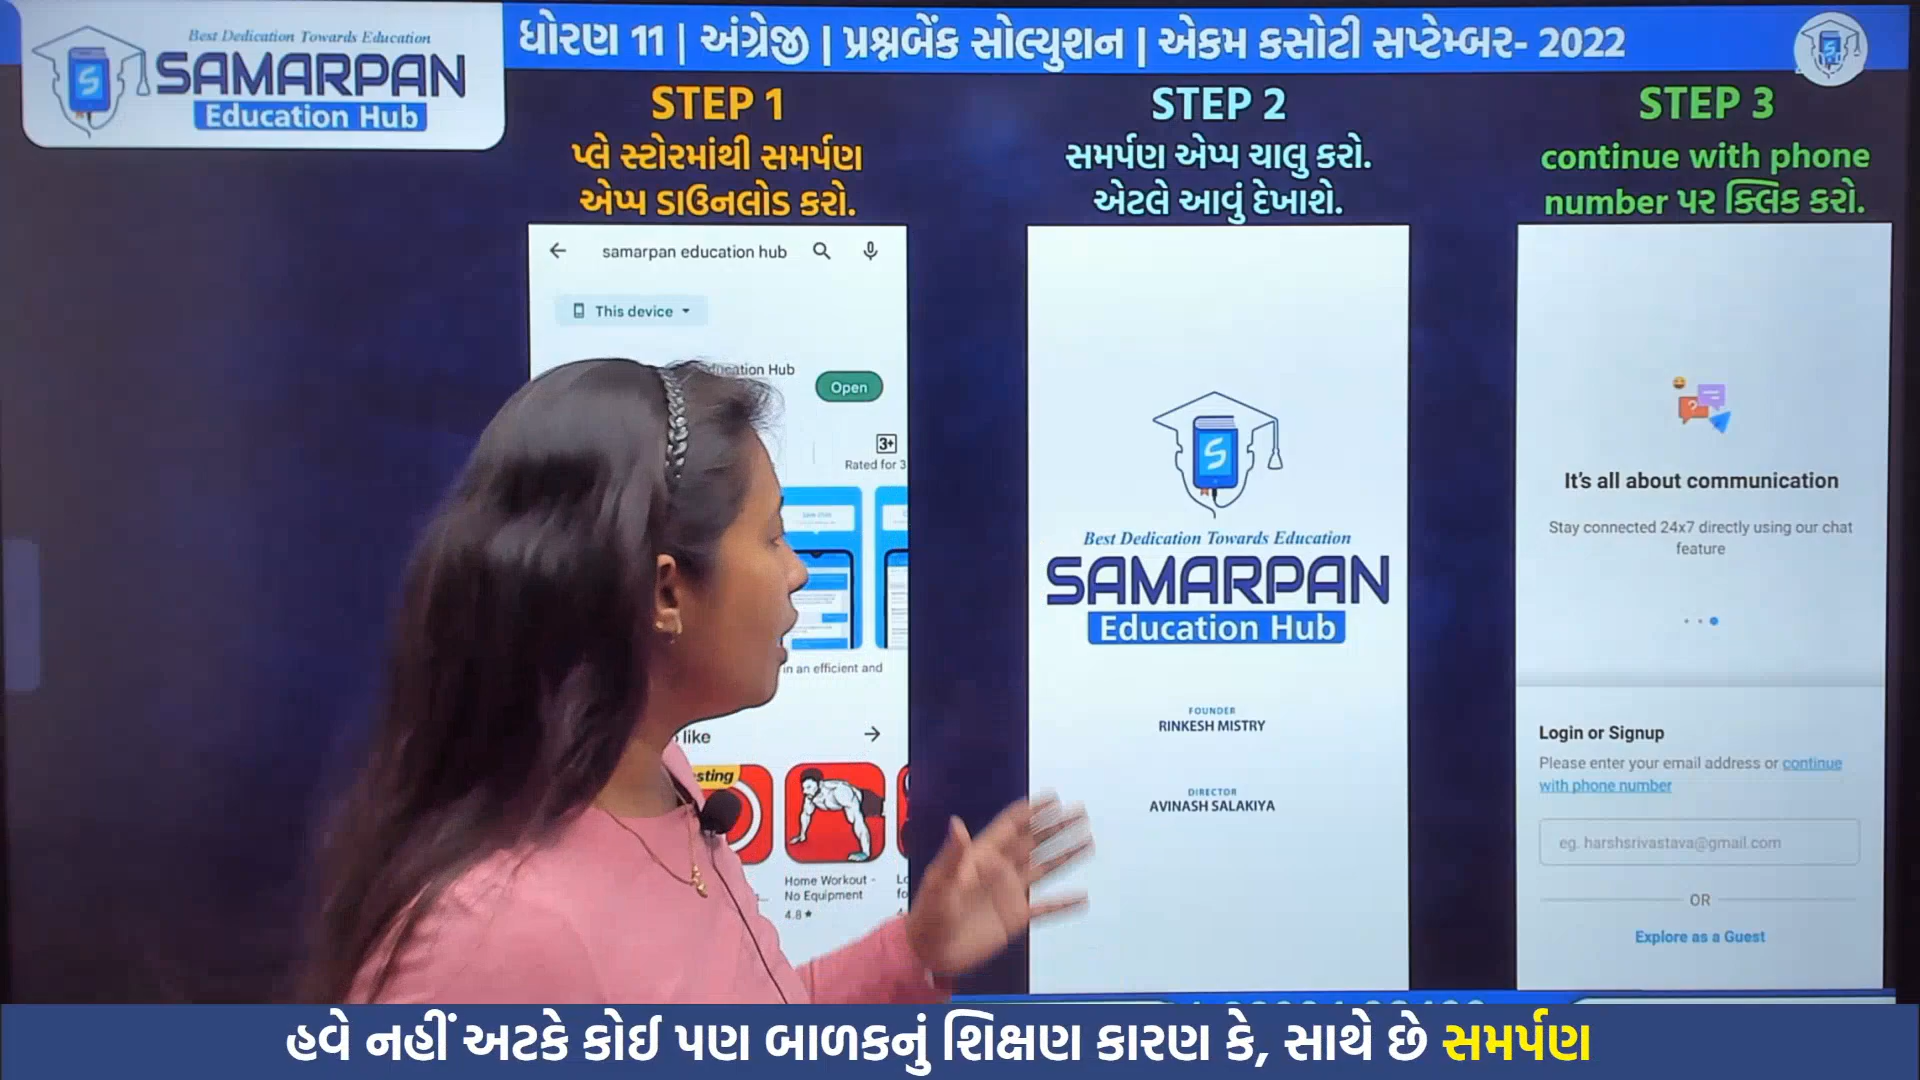 Best Dedication Towards Education
SAMARPAN
Education Hub
ધોરણ 11 | અંગ્રેજી | પ્રશ્નબેંક સોલ્યુશન | એકમ કસોટી સપ્ટેમ્બર- 2022
STEP 1
પ્લે સ્ટોરમાંથી સમર્પણ
એપ્પ ડાઉનલોડ કરો.
samarpan education hub
This device
Education Hub
Open
3+
Rated for 3
in an efficient and
like
sting
Home Workout -
No Equipment
4.8★
STEP 2
સમર્પણ એપ્પ ચાલુ કરો.
એટલે આવું દેખાશે.
S
Best Dedication Towards Education
SAMARPAN
Education Hub
FOUNDER
RINKESH MISTRY
DIRECTOR
AVINASH SALAKIYA
STEP 3
continue with phone
number પર ક્લિક કરો.
It's all about communication
Stay connected 24x7 directly using our chat
feature
Login or Signup
Please enter your email address or continue
with phone number
eg. harshsrivastava@gmail.com
OR
Explore as a Guest
હવે નહીં અટકે કોઈ પણ બાળકનું શિક્ષણ કારણ કે, સાથે છે સમર્પણ